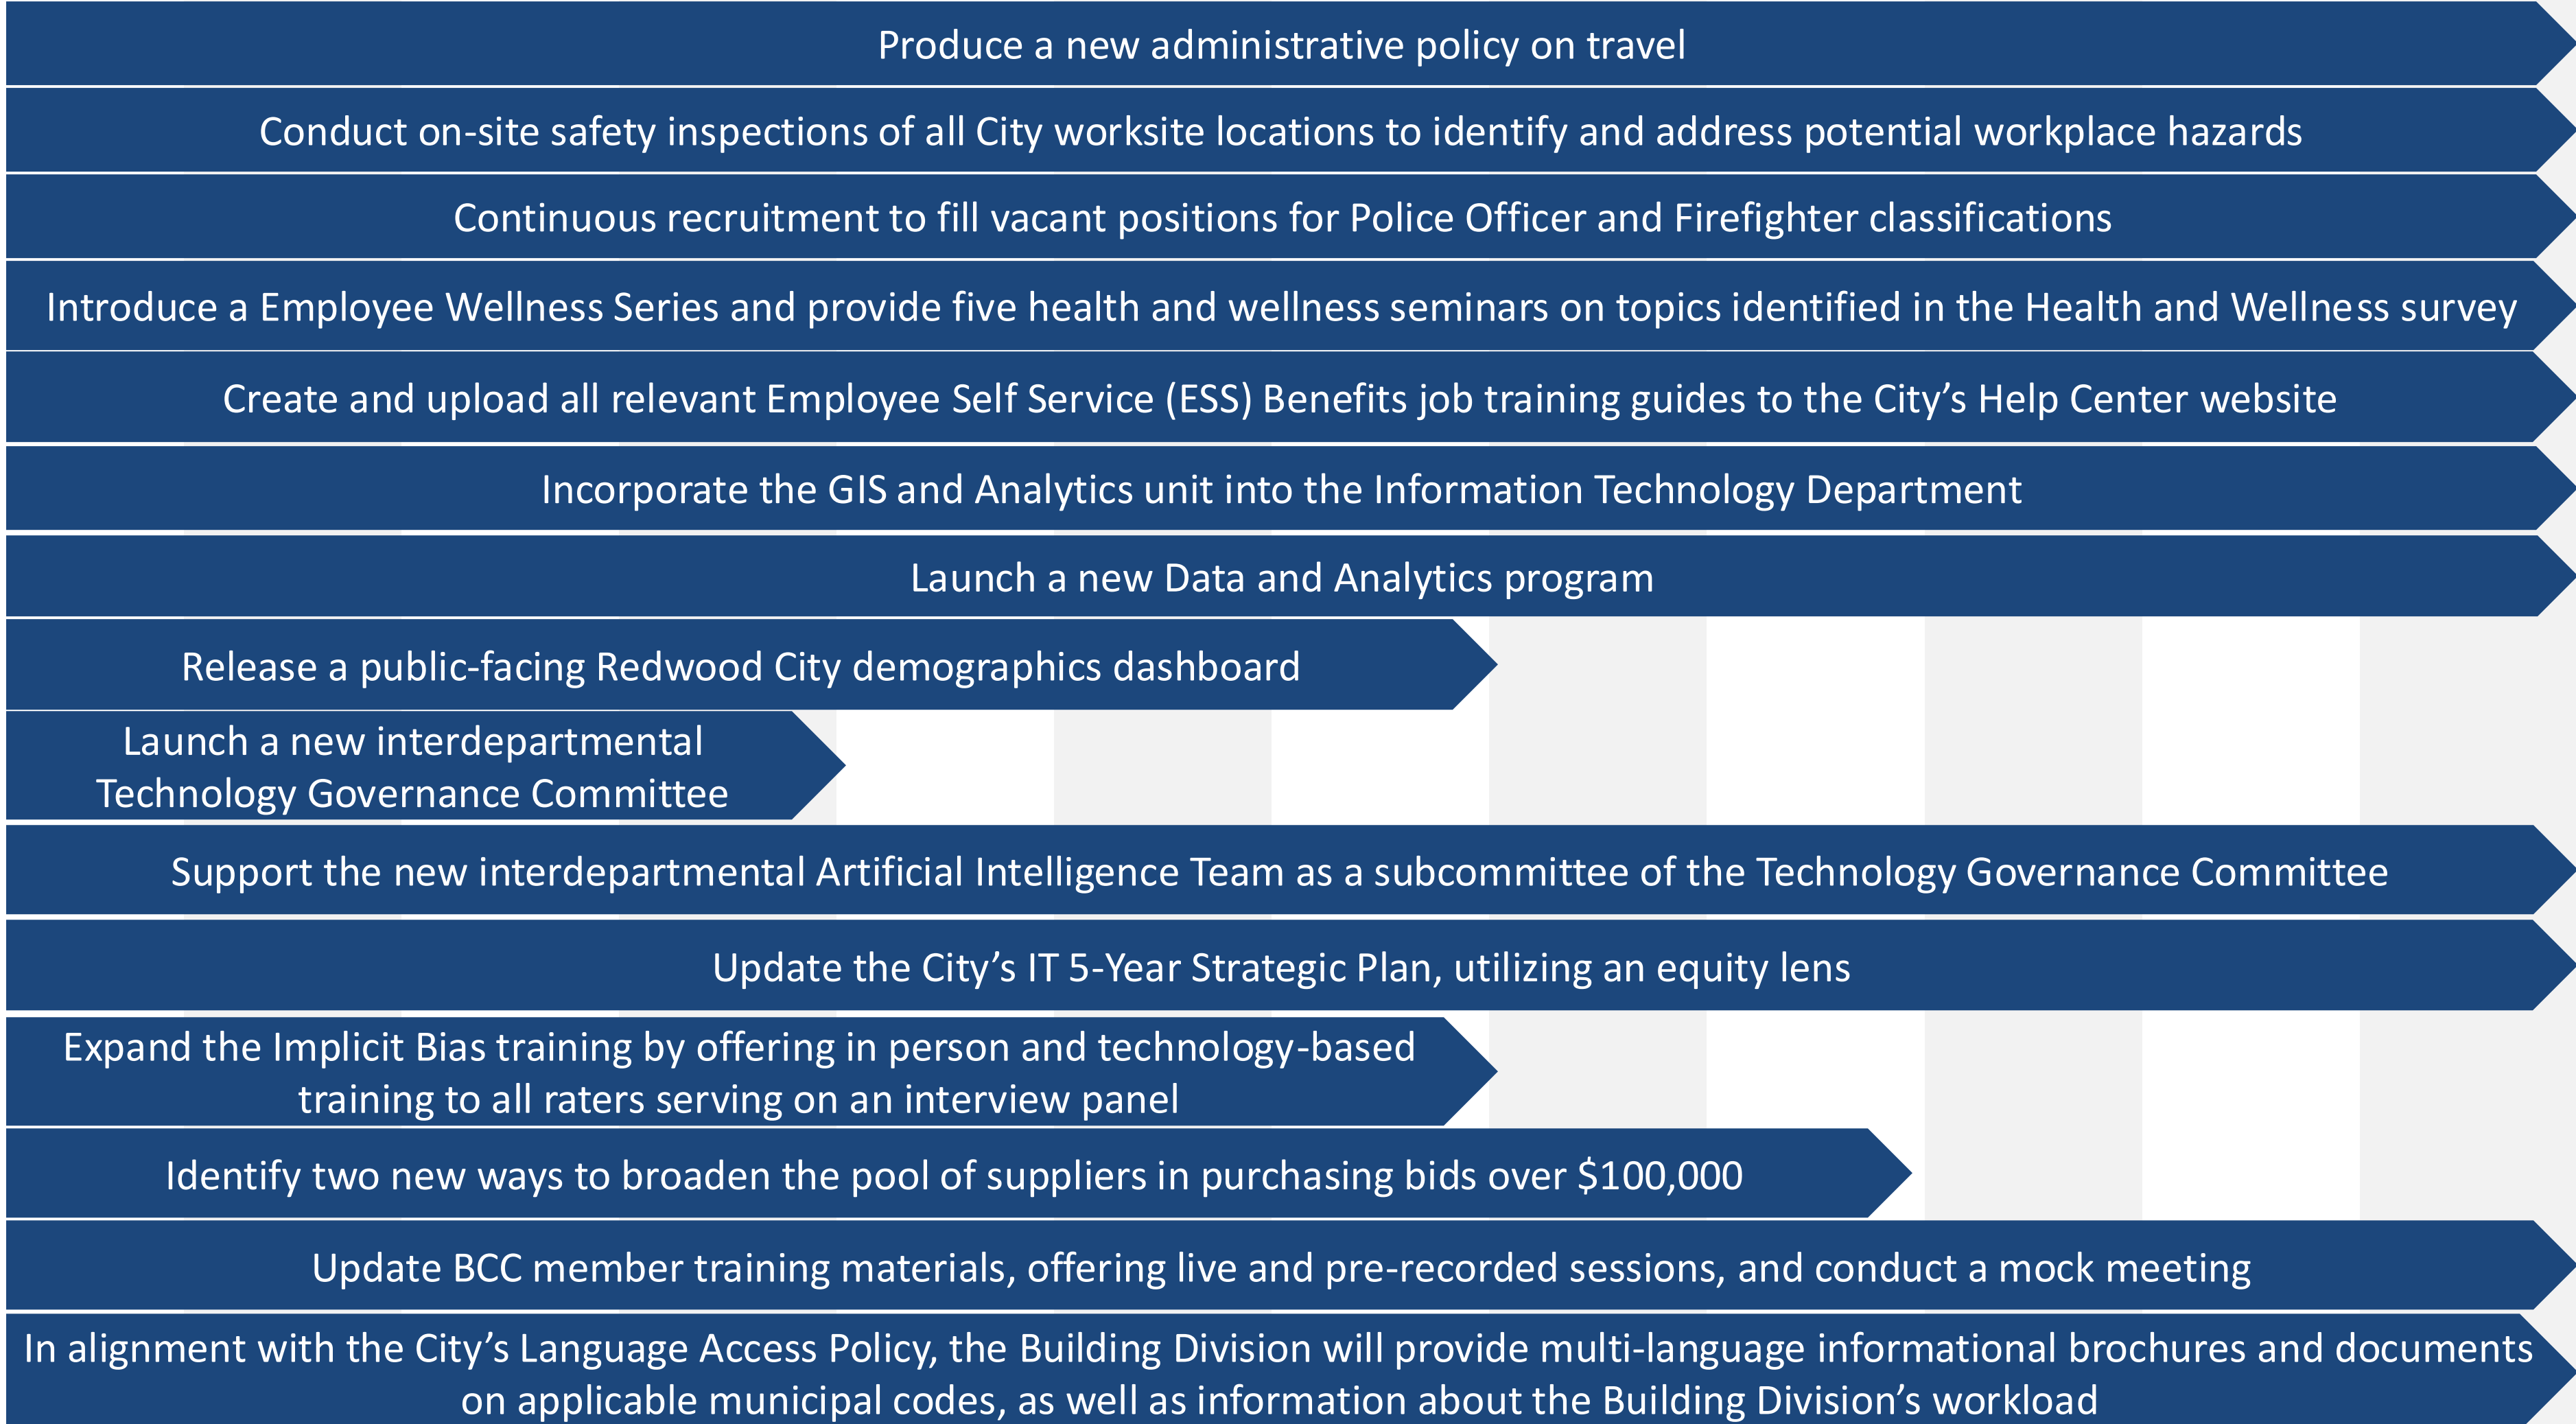 Produce a new administrative policy on travel
Conduct on-site safety inspections of all City worksite locations to identify and address potential workplace hazards
Continuous recruitment to fill vacant positions for Police Officer and Firefighter classifications
Introduce a Employee Wellness Series and provide five health and wellness seminars on topics identified in the Health and Wellness survey
Create and upload all relevant Employee Self Service (ESS) Benefits job training guides to the City’s Help Center website
Incorporate the GIS and Analytics unit into the Information Technology Department
Launch a new Data and Analytics program
Release a public-facing Redwood City demographics dashboard
Launch a new interdepartmental
Technology Governance Committee
Support the new interdepartmental Artificial Intelligence Team as a subcommittee of the Technology Governance Committee
Update the City’s IT 5-Year Strategic Plan, utilizing an equity lens
Expand the Implicit Bias training by offering in person and technology-based
training to all raters serving on an interview panel
Identify two new ways to broaden the pool of suppliers in purchasing bids over $100,000
Update BCC member training materials, offering live and pre-recorded sessions, and conduct a mock meeting
In alignment with the City’s Language Access Policy, the Building Division will provide multi-language informational brochures and documents
on applicable municipal codes, as well as information about the Building Division’s workload